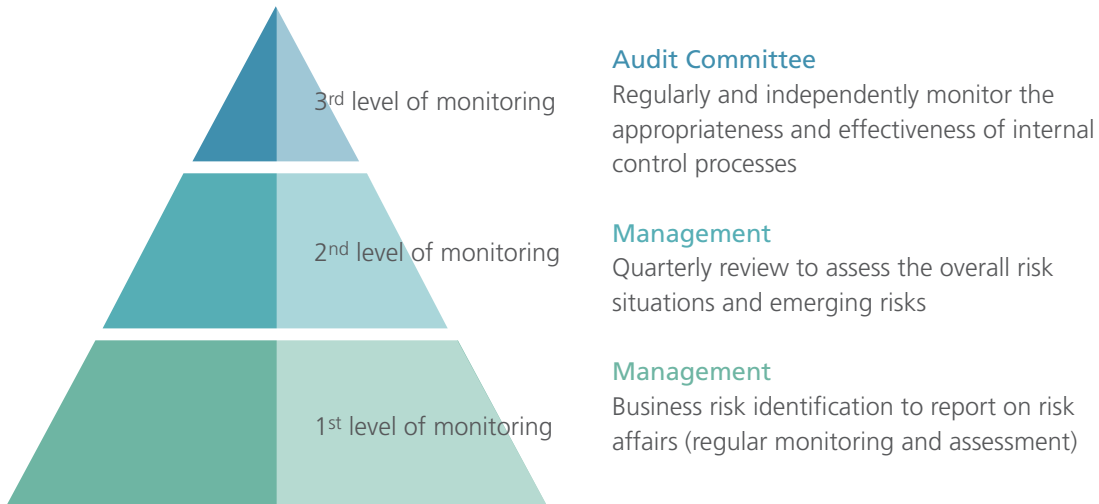 3rd level of monitoring
Audit Committee
Regularly and independently monitor the
appropriateness and effectiveness of internal
control processes
2nd level of monitoring
Management
Quarterly review to assess the overall risk
situations and emerging risks
1st level of monitoring
Management
Business risk identification to report on risk
affairs (regular monitoring and assessment)